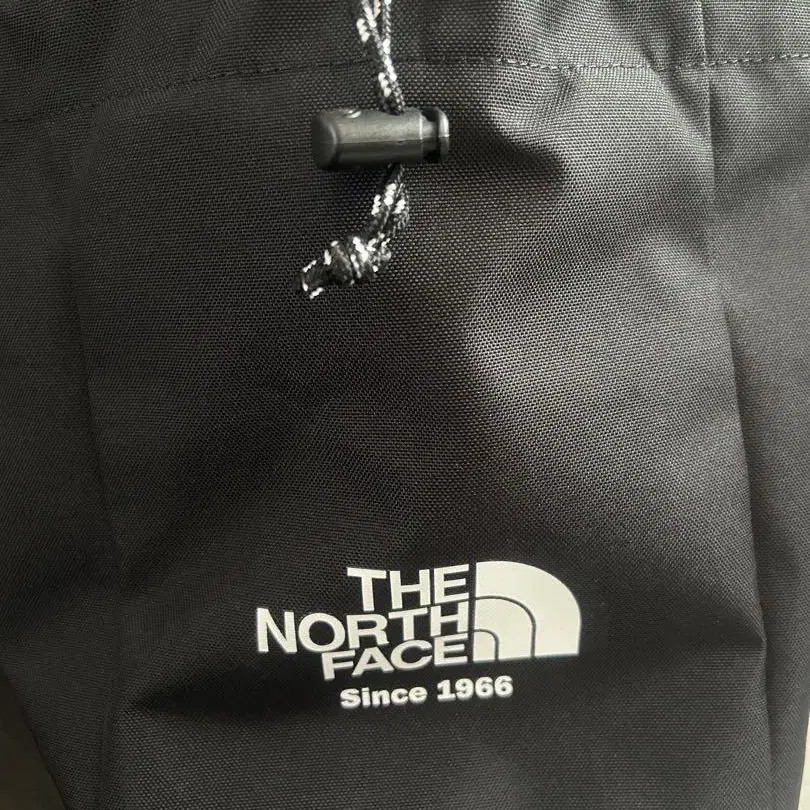 THE
NORTH
FACE
Since 1966